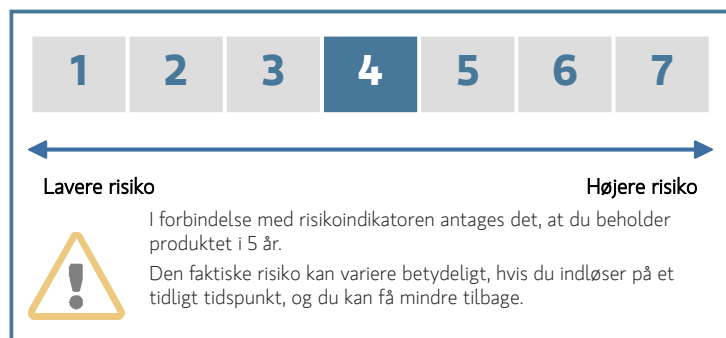 1 2 3 4 5 6 7
Lavere risiko Højere risiko
I forbindelse med risikoindikatoren antages det, at du beholder
produktet i 5 år.
Den faktiske risiko kan variere betydeligt, hvis du indløser på et
tidligt tidspunkt, og du kan få mindre tilbage.